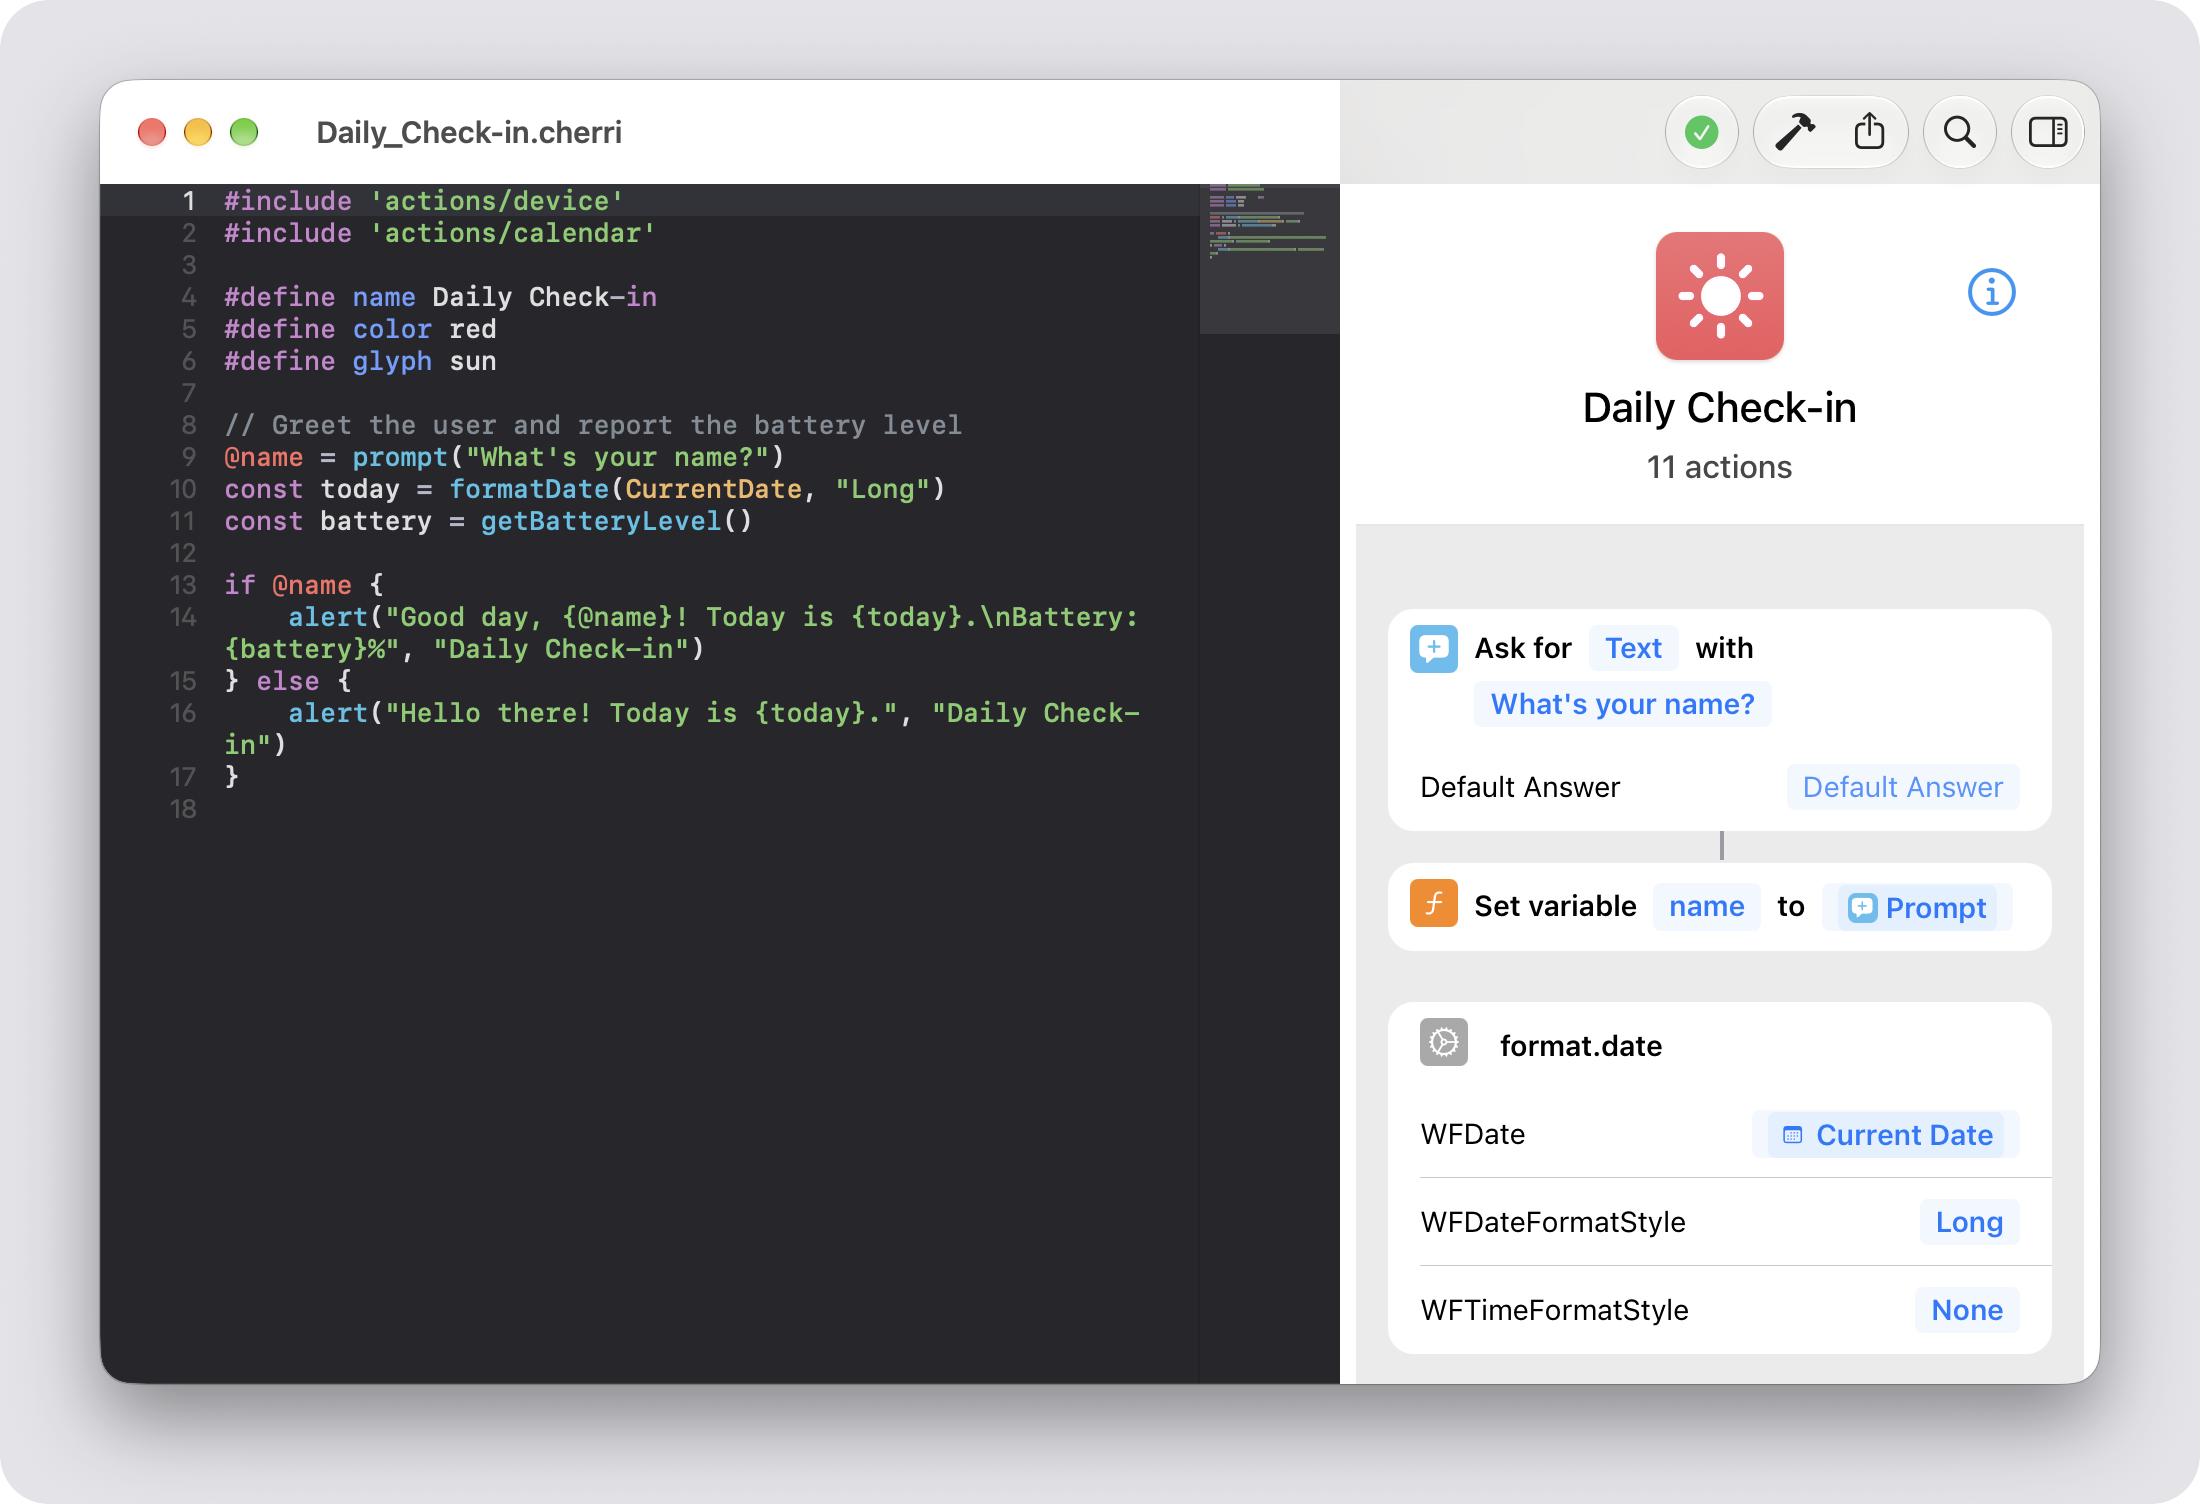 Daily_Check-in.cherri
1 #include 'actions/device'
2 #include 'actions/calendar'
3
4 #define name Daily Check-in
5 #define color red
6 #define glyph sun
7
8 // Greet the user and report the battery level
9 @name = prompt("What's your name?")
10 const today = formatDate(CurrentDate, "Long")
11 const battery = getBatteryLevel()
12
13 if @name {
14     alert("Good day, {@name}! Today is {today}.\nBattery:
{battery}%", "Daily Check-in")
15 } else {
16     alert("Hello there! Today is {today}.", "Daily Check-
in")
17 }
18
Daily Check-in
11 actions
Ask for Text with
What's your name?
Default Answer Default Answer
Set variable name to Prompt
format.date
WFDate Current Date
WFDateFormatStyle Long
WFTimeFormatStyle None